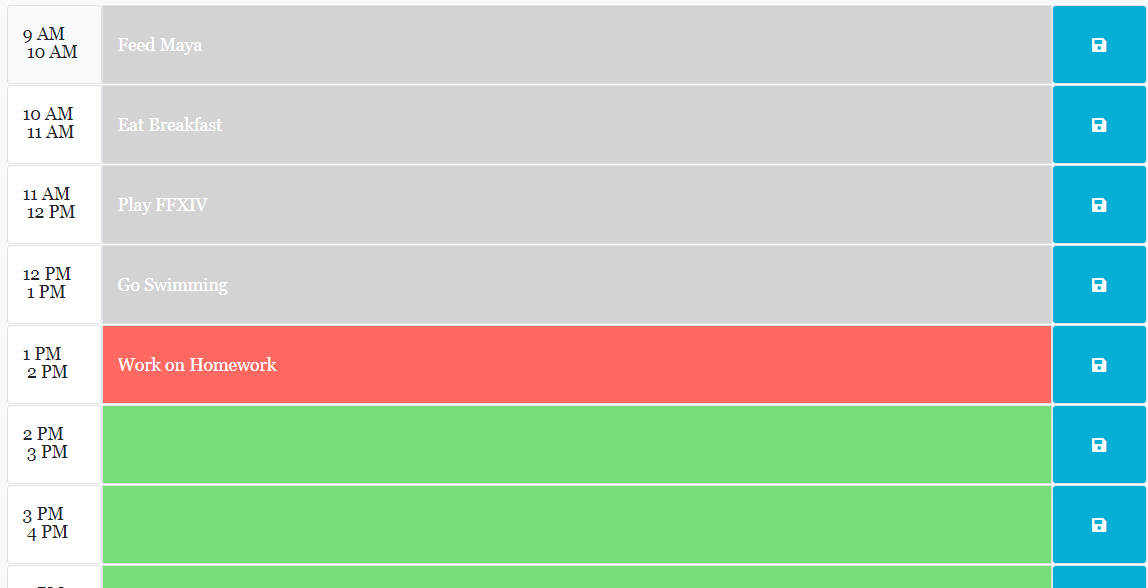 9 AM
10 AM
Feed Maya
10 AM
11 AM
Eat Breakfast
11 AM
12 PM
Play FFXIV
12 PM
1 PM
Go Swimming
1 PM
2 PM
Work on Homework
2 PM
3 PM
3 PM
4 PM